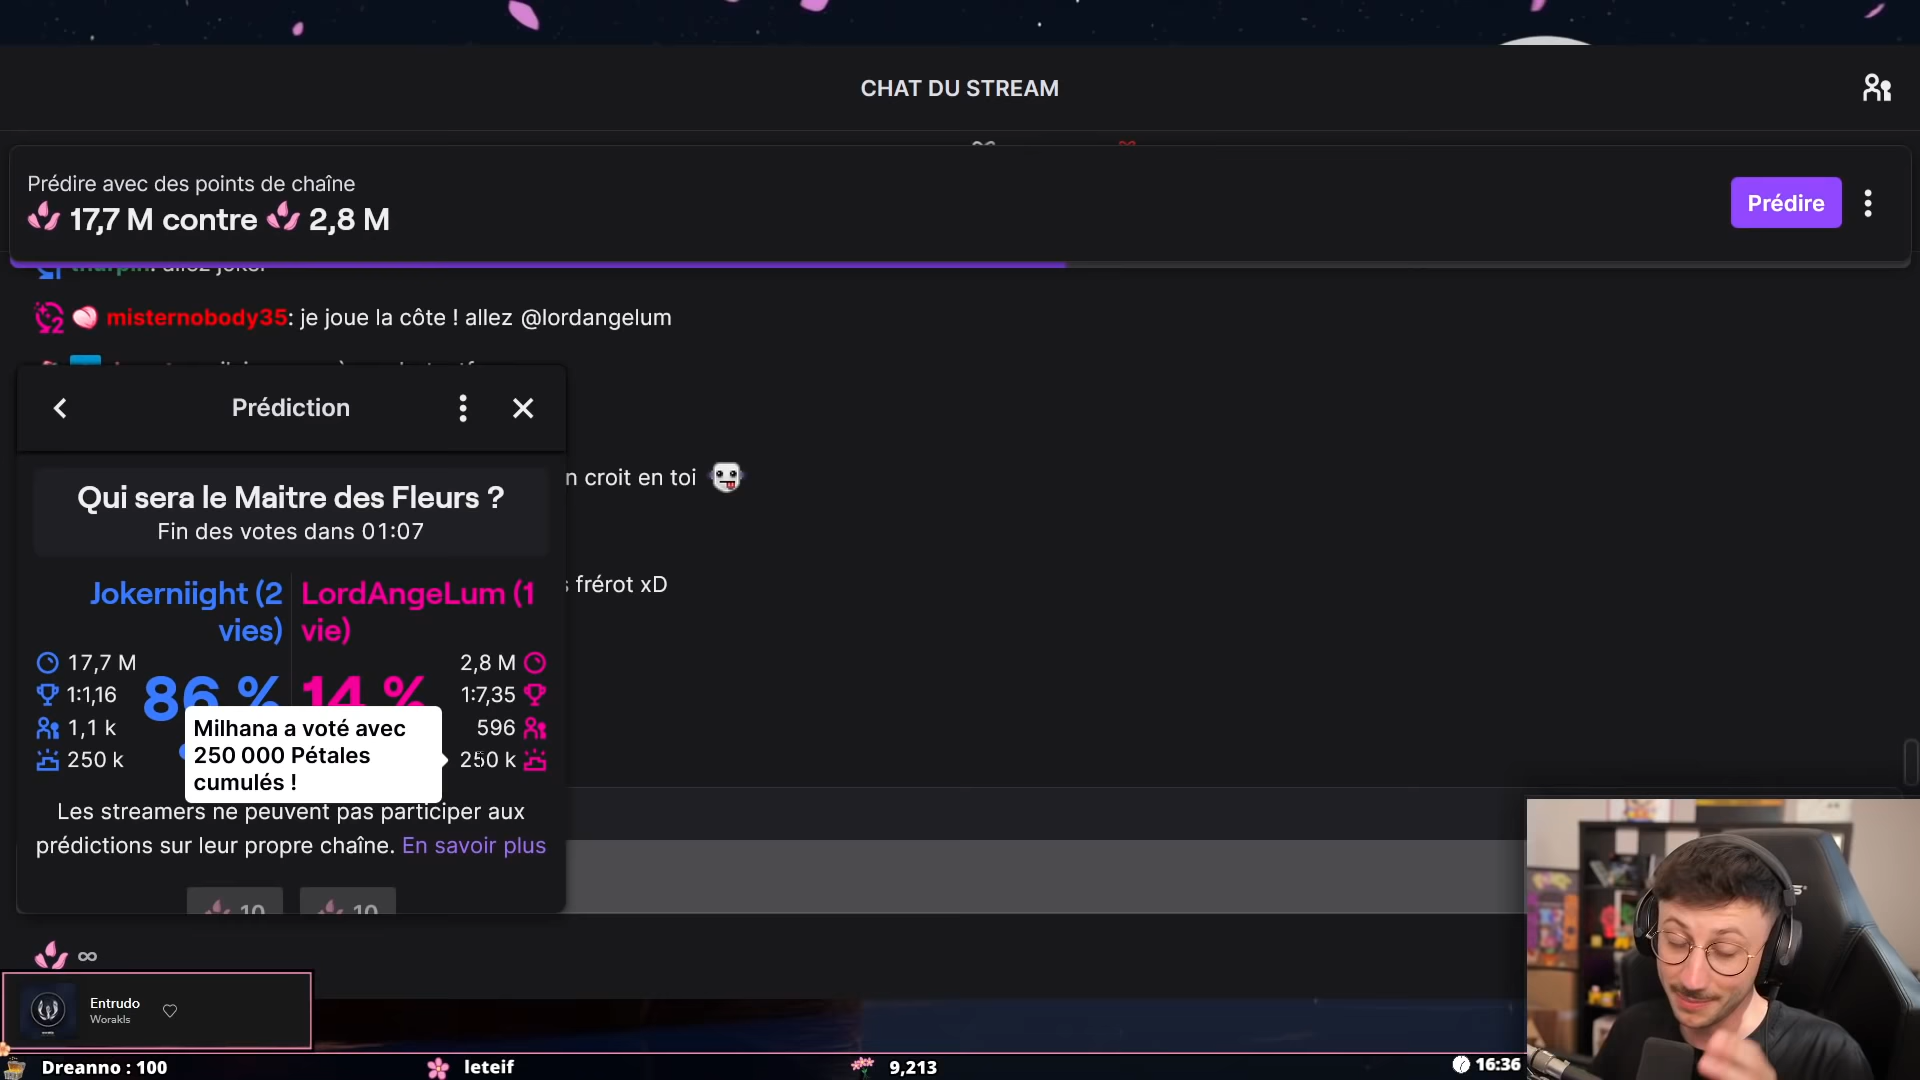 CHAT DU STREAM
Prédire avec des points de chaîne
17,7 M contre 2,8 M
Prédire
misternobody35: je joue la côte ! allez @lordangelum
Prédiction
n croit en toi
Qui sera le Maitre des Fleurs ?
Fin des votes dans 01:07
frérot xD
Jokerniight (2
vies)
LordAngeLum (1
vie)
17,7 M
86 %
14 %
2,8 M
1:1,16
1:7,35
1,1 k
596
250 k
250 k
Milhana a voté avec
250 000 Pétales
cumulés !
Les streamers ne peuvent pas participer aux
prédictions sur leur propre chaîne. En savoir plus
10
10
∞
Entrudo
Worakls
Dreanno : 100
leteif
9,213
16:36